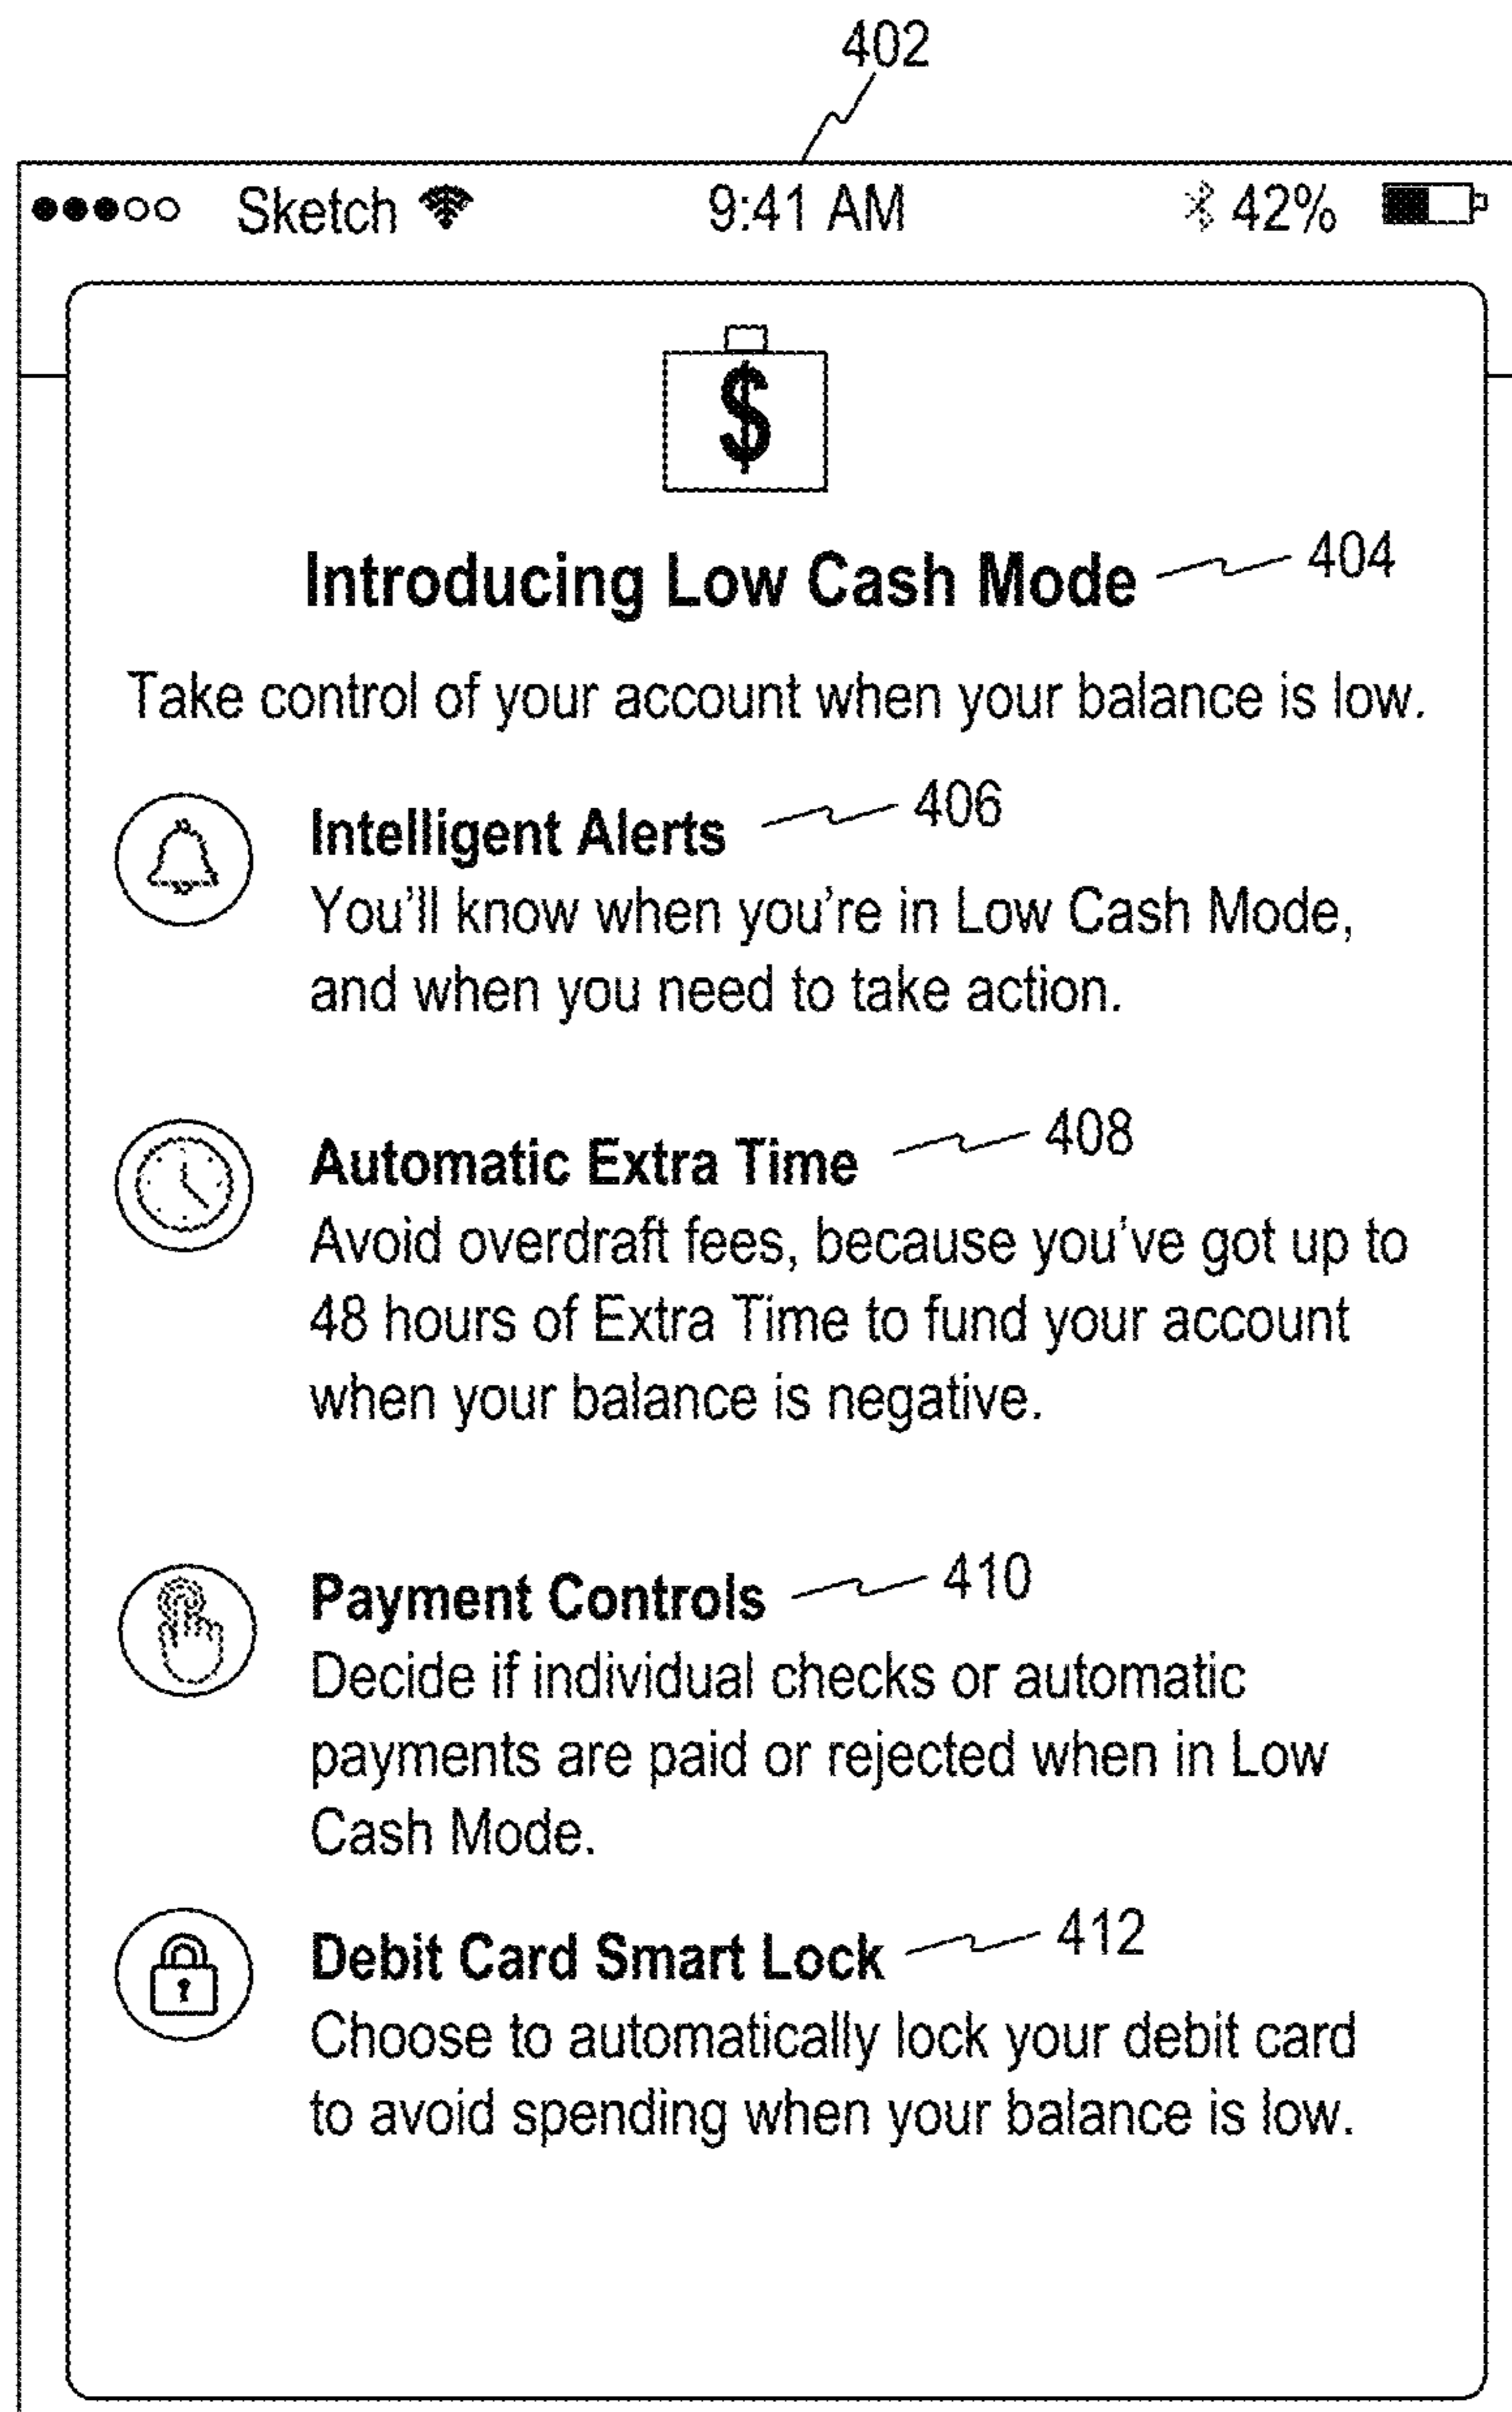 402
Sketch 9:41 AM 42%
$
Introducing Low Cash Mode 404
Take control of your account when your balance is low.
Intelligent Alerts 406
You'll know when you're in Low Cash Mode,
and when you need to take action.
Automatic Extra Time 408
Avoid overdraft fees, because you've got up to
48 hours of Extra Time to fund your account
when your balance is negative.
Payment Controls 410
Decide if individual checks or automatic
payments are paid or rejected when in Low
Cash Mode.
Debit Card Smart Lock 412
Choose to automatically lock your debit card
to avoid spending when your balance is low.